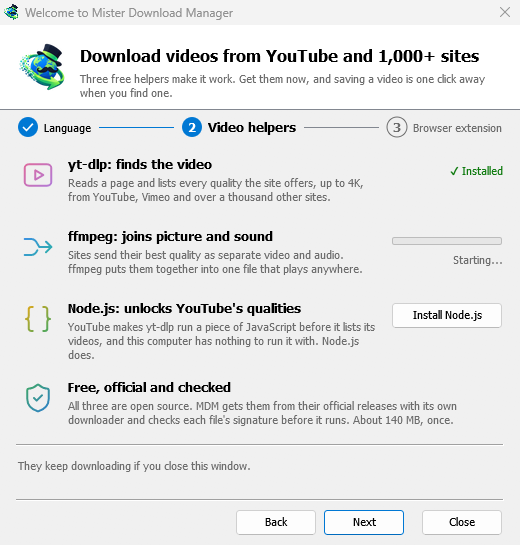 Welcome to Mister Download Manager
Download videos from YouTube and 1,000+ sites
Three free helpers make it work. Get them now, and saving a video is one click away
when you find one.
Language
2 Video helpers
3 Browser extension
yt-dlp: finds the video
Reads a page and lists every quality the site offers, up to 4K,
from YouTube, Vimeo and over a thousand other sites.
✓ Installed
ffmpeg: joins picture and sound
Sites send their best quality as separate video and audio.
ffmpeg puts them together into one file that plays anywhere.
Starting...
Node.js: unlocks YouTube's qualities
YouTube makes yt-dlp run a piece of JavaScript before it lists its
videos, and this computer has nothing to run it with. Node.js
does.
Install Node.js
Free, official and checked
All three are open source. MDM gets them from their official releases with its own
downloader and checks each file's signature before it runs. About 140 MB, once.
They keep downloading if you close this window.
Back
Next
Close